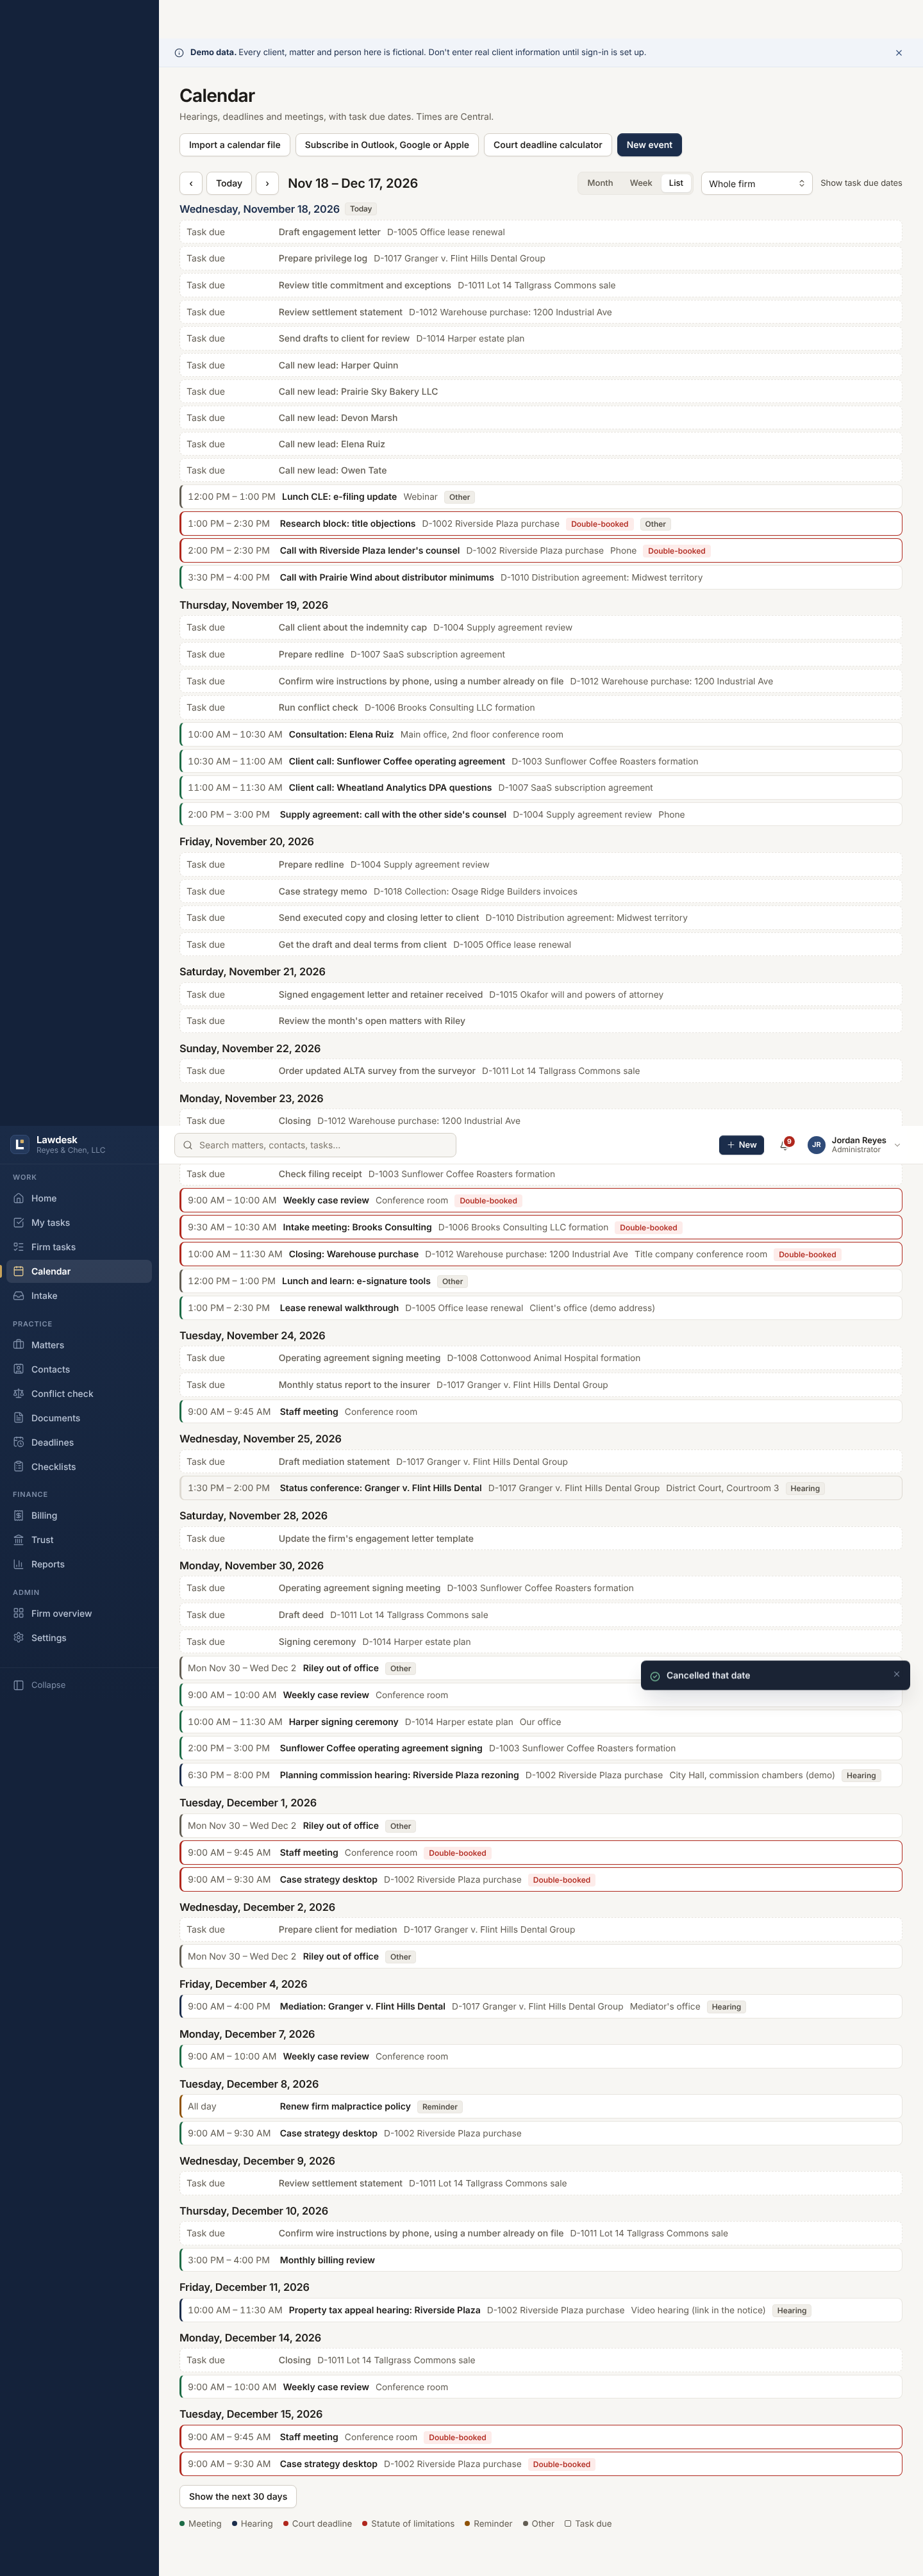 Demo data. Every client, matter and person here is fictional. Don't enter real client information until sign-in is set up.
Calendar
Hearings, deadlines and meetings, with task due dates. Times are Central.
Import a calendar file Subscribe in Outlook, Google or Apple Court deadline calculator New event
Today Nov 18 – Dec 17, 2026 Month Week List Whole firm Show task due dates
Wednesday, November 18, 2026 Today
Task due Draft engagement letter D-1005 Office lease renewal
Task due Prepare privilege log D-1017 Granger v. Flint Hills Dental Group
Task due Review title commitment and exceptions D-1011 Lot 14 Tallgrass Commons sale
Task due Review settlement statement D-1012 Warehouse purchase: 1200 Industrial Ave
Task due Send drafts to client for review D-1014 Harper estate plan
Task due Call new lead: Harper Quinn
Task due Call new lead: Prairie Sky Bakery LLC
Task due Call new lead: Devon Marsh
Task due Call new lead: Elena Ruiz
Task due Call new lead: Owen Tate
12:00 PM – 1:00 PM Lunch CLE: e-filing update Webinar Other
1:00 PM – 2:30 PM Research block: title objections D-1002 Riverside Plaza purchase Double-booked Other
2:00 PM – 2:30 PM Call with Riverside Plaza lender's counsel D-1002 Riverside Plaza purchase Phone Double-booked
3:30 PM – 4:00 PM Call with Prairie Wind about distributor minimums D-1010 Distribution agreement: Midwest territory
Thursday, November 19, 2026
Task due Call client about the indemnity cap D-1004 Supply agreement review
Task due Prepare redline D-1007 SaaS subscription agreement
Task due Confirm wire instructions by phone, using a number already on file D-1012 Warehouse purchase: 1200 Industrial Ave
Task due Run conflict check D-1006 Brooks Consulting LLC formation
10:00 AM – 10:30 AM Consultation: Elena Ruiz Main office, 2nd floor conference room
10:30 AM – 11:00 AM Client call: Sunflower Coffee operating agreement D-1003 Sunflower Coffee Roasters formation
11:00 AM – 11:30 AM Client call: Wheatland Analytics DPA questions D-1007 SaaS subscription agreement
2:00 PM – 3:00 PM Supply agreement: call with the other side's counsel D-1004 Supply agreement review Phone
Friday, November 20, 2026
Task due Prepare redline D-1004 Supply agreement review
Task due Case strategy memo D-1018 Collection: Osage Ridge Builders invoices
Task due Send executed copy and closing letter to client D-1010 Distribution agreement: Midwest territory
Task due Get the draft and deal terms from client D-1005 Office lease renewal
Saturday, November 21, 2026
Task due Signed engagement letter and retainer received D-1015 Okafor will and powers of attorney
Task due Review the month's open matters with Riley
Sunday, November 22, 2026
Task due Order updated ALTA survey from the surveyor D-1011 Lot 14 Tallgrass Commons sale
Monday, November 23, 2026
Task due Closing D-1012 Warehouse purchase: 1200 Industrial Ave
Lawdesk
Reyes & Chen, LLC
Search matters, contacts, tasks...
New
9
JR
Jordan Reyes
Administrator
WORK
Home
My tasks
Firm tasks
Calendar
Intake
PRACTICE
Matters
Contacts
Conflict check
Documents
Deadlines
Checklists
FINANCE
Billing
Trust
Reports
ADMIN
Firm overview
Settings
Collapse
Task due Check filing receipt D-1003 Sunflower Coffee Roasters formation
9:00 AM – 10:00 AM Weekly case review Conference room Double-booked
9:30 AM – 10:30 AM Intake meeting: Brooks Consulting D-1006 Brooks Consulting LLC formation Double-booked
10:00 AM – 11:30 AM Closing: Warehouse purchase D-1012 Warehouse purchase: 1200 Industrial Ave Title company conference room Double-booked
12:00 PM – 1:00 PM Lunch and learn: e-signature tools Other
1:00 PM – 2:30 PM Lease renewal walkthrough D-1005 Office lease renewal Client's office (demo address)
Tuesday, November 24, 2026
Task due Operating agreement signing meeting D-1008 Cottonwood Animal Hospital formation
Task due Monthly status report to the insurer D-1017 Granger v. Flint Hills Dental Group
9:00 AM – 9:45 AM Staff meeting Conference room
Wednesday, November 25, 2026
Task due Draft mediation statement D-1017 Granger v. Flint Hills Dental Group
1:30 PM – 2:00 PM Status conference: Granger v. Flint Hills Dental D-1017 Granger v. Flint Hills Dental Group District Court, Courtroom 3 Hearing
Saturday, November 28, 2026
Task due Update the firm's engagement letter template
Monday, November 30, 2026
Task due Operating agreement signing meeting D-1003 Sunflower Coffee Roasters formation
Task due Draft deed D-1011 Lot 14 Tallgrass Commons sale
Task due Signing ceremony D-1014 Harper estate plan
Mon Nov 30 – Wed Dec 2 Riley out of office Other
Cancelled that date
9:00 AM – 10:00 AM Weekly case review Conference room
10:00 AM – 11:30 AM Harper signing ceremony D-1014 Harper estate plan Our office
2:00 PM – 3:00 PM Sunflower Coffee operating agreement signing D-1003 Sunflower Coffee Roasters formation
6:30 PM – 8:00 PM Planning commission hearing: Riverside Plaza rezoning D-1002 Riverside Plaza purchase City Hall, commission chambers (demo) Hearing
Tuesday, December 1, 2026
Mon Nov 30 – Wed Dec 2 Riley out of office Other
9:00 AM – 9:45 AM Staff meeting Conference room Double-booked
9:00 AM – 9:30 AM Case strategy desktop D-1002 Riverside Plaza purchase Double-booked
Wednesday, December 2, 2026
Task due Prepare client for mediation D-1017 Granger v. Flint Hills Dental Group
Mon Nov 30 – Wed Dec 2 Riley out of office Other
Friday, December 4, 2026
9:00 AM – 4:00 PM Mediation: Granger v. Flint Hills Dental D-1017 Granger v. Flint Hills Dental Group Mediator's office Hearing
Monday, December 7, 2026
9:00 AM – 10:00 AM Weekly case review Conference room
Tuesday, December 8, 2026
All day Renew firm malpractice policy Reminder
9:00 AM – 9:30 AM Case strategy desktop D-1002 Riverside Plaza purchase
Wednesday, December 9, 2026
Task due Review settlement statement D-1011 Lot 14 Tallgrass Commons sale
Thursday, December 10, 2026
Task due Confirm wire instructions by phone, using a number already on file D-1011 Lot 14 Tallgrass Commons sale
3:00 PM – 4:00 PM Monthly billing review
Friday, December 11, 2026
10:00 AM – 11:30 AM Property tax appeal hearing: Riverside Plaza D-1002 Riverside Plaza purchase Video hearing (link in the notice) Hearing
Monday, December 14, 2026
Task due Closing D-1011 Lot 14 Tallgrass Commons sale
9:00 AM – 10:00 AM Weekly case review Conference room
Tuesday, December 15, 2026
9:00 AM – 9:45 AM Staff meeting Conference room Double-booked
9:00 AM – 9:30 AM Case strategy desktop D-1002 Riverside Plaza purchase Double-booked
Show the next 30 days
Meeting Hearing Court deadline Statute of limitations Reminder Other Task due